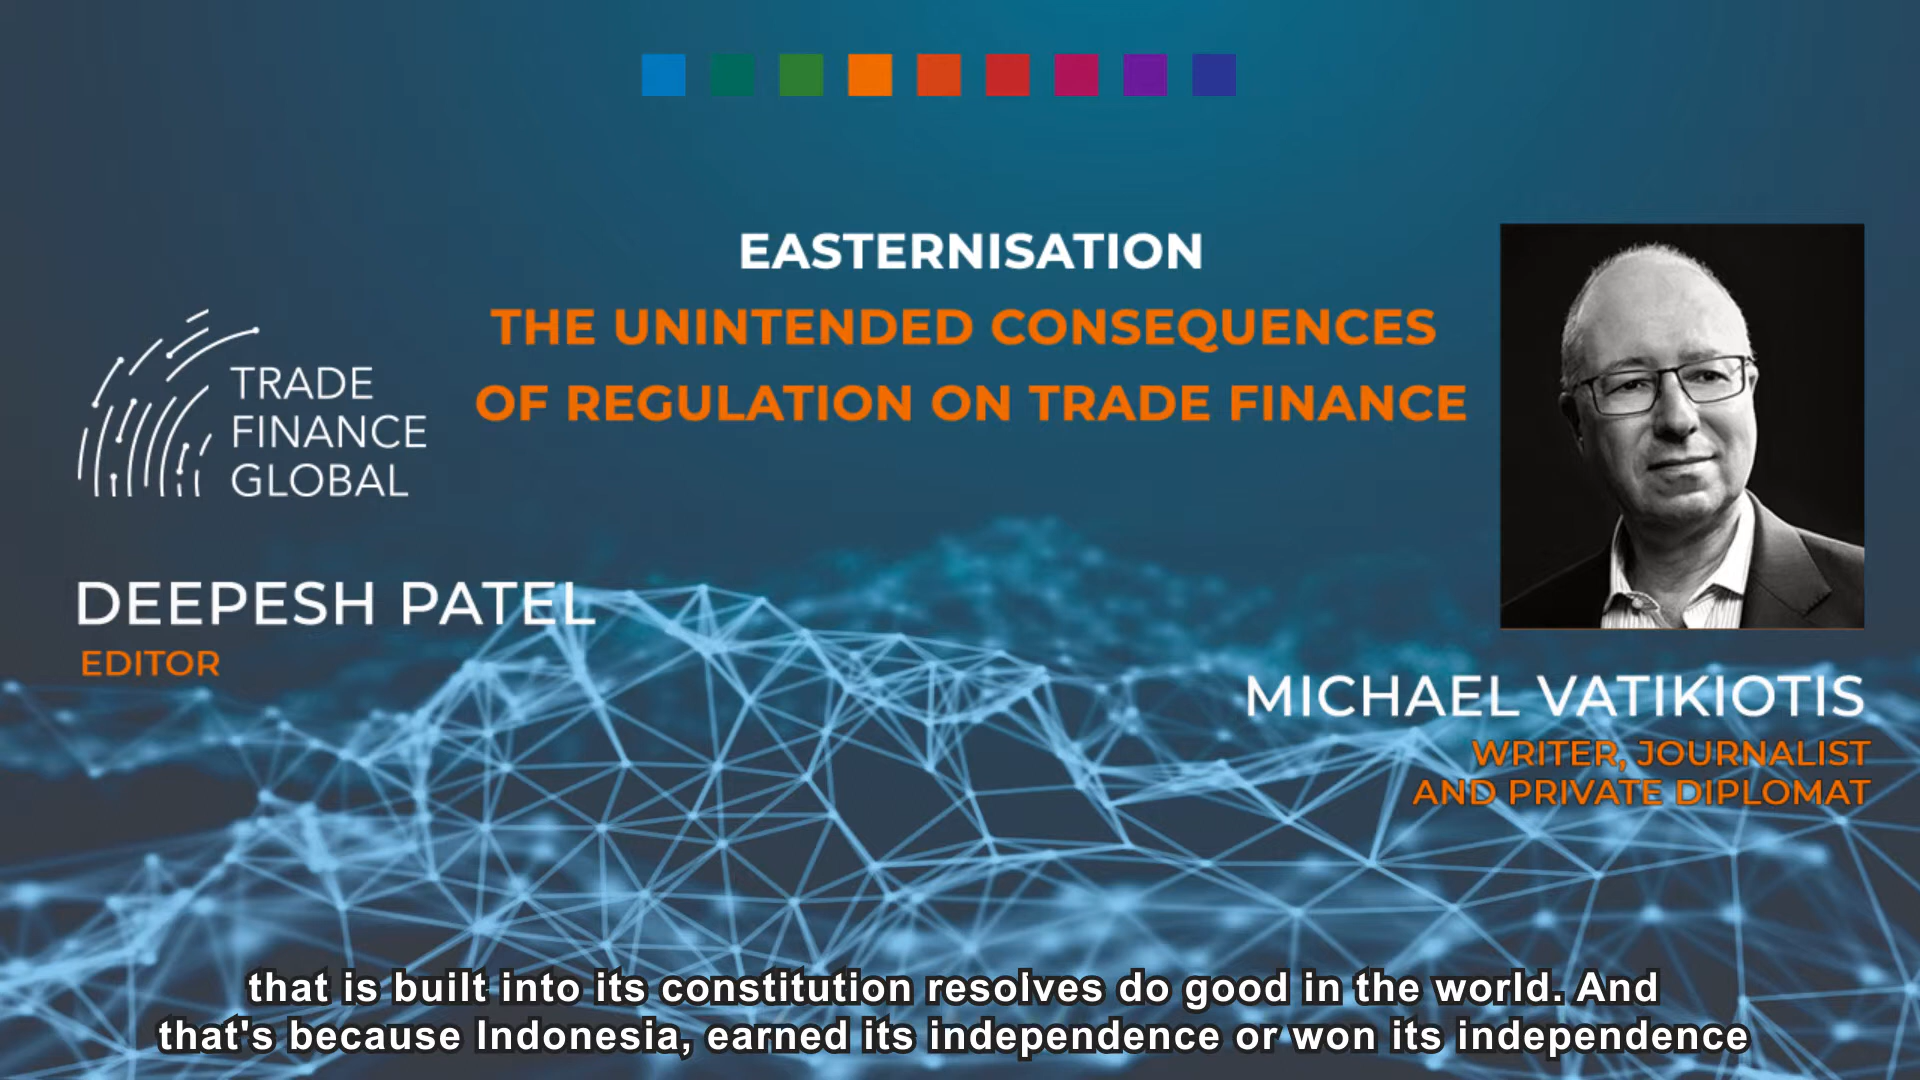 EASTERNISATION
THE UNINTENDED CONSEQUENCES
OF REGULATION ON TRADE FINANCE
TRADE
FINANCE
GLOBAL
DEEPESH PATEL
EDITOR
MICHAEL VATIKIOTIS
WRITER, JOURNALIST
AND PRIVATE DIPLOMAT
that is built into its constitution resolves do good in the world. And
that's because Indonesia, earned its independence or won its independence